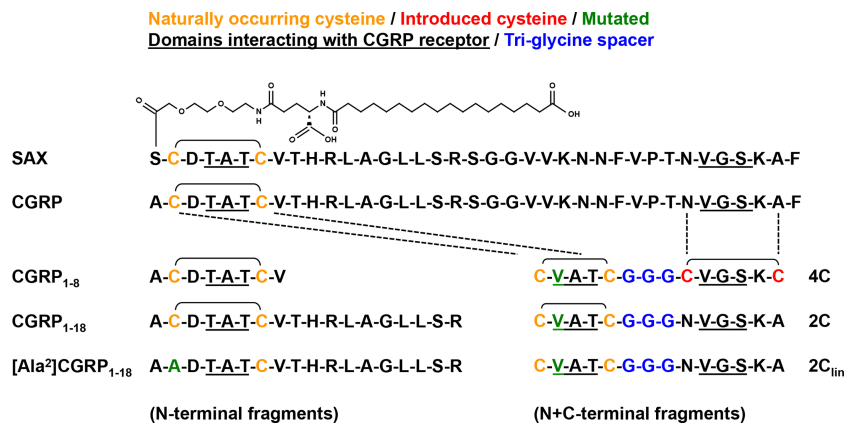 Naturally occurring cysteine / Introduced cysteine / Mutated
Domains interacting with CGRP receptor / Tri-glycine spacer
O O O N H O H N O OH O O OH
SAX S-C-D-T-A-T-C-V-T-H-R-L-A-G-L-L-S-R-S-G-G-V-V-K-N-N-F-V-P-T-N-V-G-S-K-A-F
CGRP A-C-D-T-A-T-C-V-T-H-R-L-A-G-L-L-S-R-S-G-G-V-V-K-N-N-F-V-P-T-N-V-G-S-K-A-F
CGRP1-8 A-C-D-T-A-T-C-V C-V-A-T-C-G-G-G-C-V-G-S-K-C 4C
CGRP1-18 A-C-D-T-A-T-C-V-T-H-R-L-A-G-L-L-S-R C-V-A-T-C-G-G-G-N-V-G-S-K-A 2C
[Ala2]CGRP1-18 A-A-D-T-A-T-C-V-T-H-R-L-A-G-L-L-S-R C-V-A-T-C-G-G-G-N-V-G-S-K-A 2Clin
(N-terminal fragments) (N+C-terminal fragments)